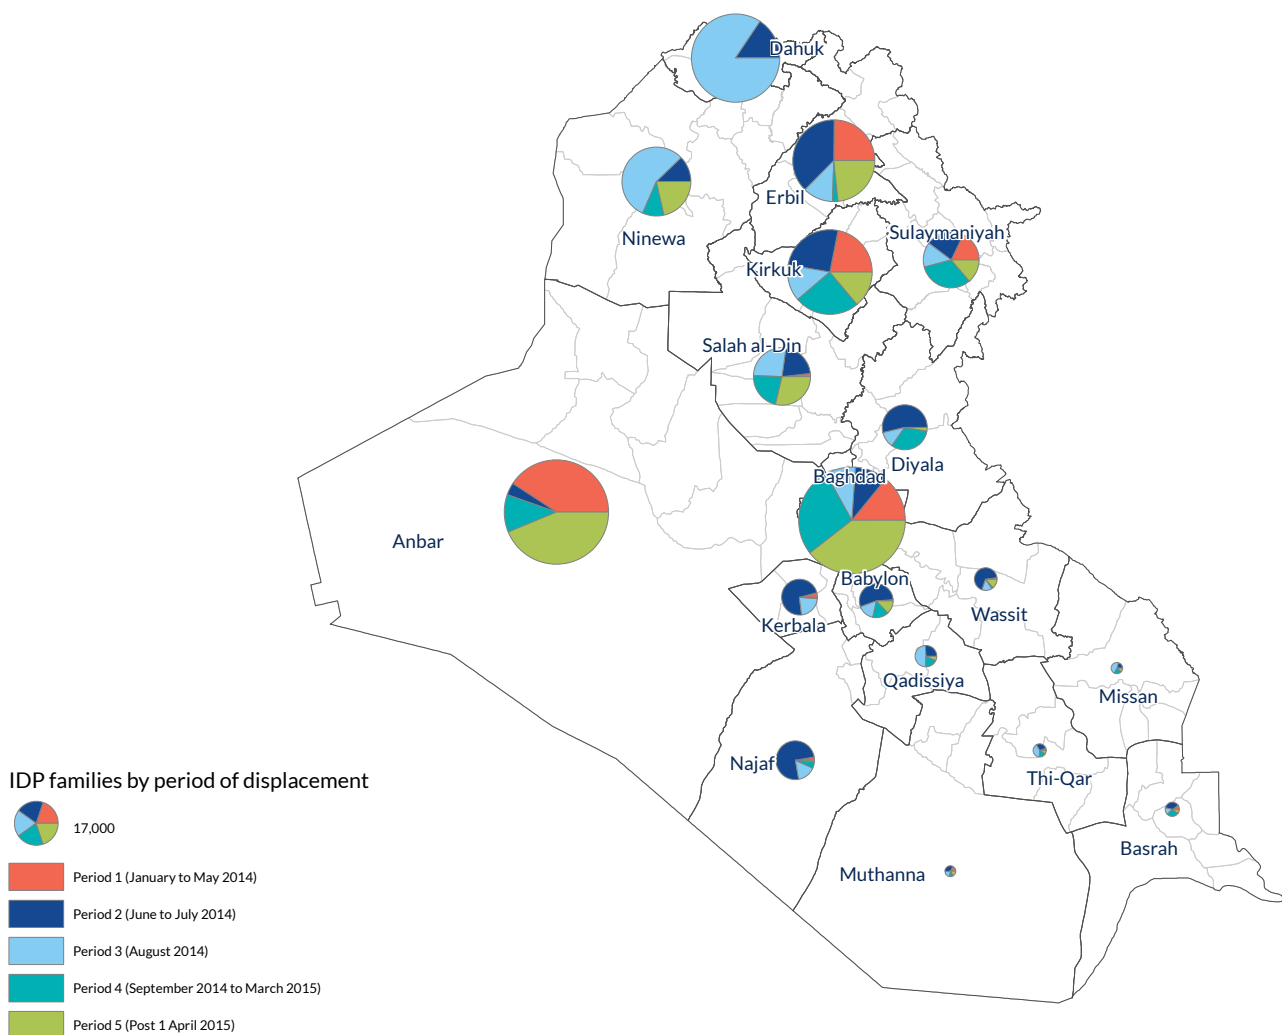 Dahuk
Erbil
Ninewa
Sulaymaniyah
Kirkuk
Salah al-Din
Diyala
Baghdad
Anbar
Babylon
Wassit
Kerbala
Qadissiya
Missan
Najaf
Thi-Qar
Basrah
Muthanna
IDP families by period of displacement
17,000
Period 1 (January to May 2014)
Period 2 (June to July 2014)
Period 3 (August 2014)
Period 4 (September 2014 to March 2015)
Period 5 (Post 1 April 2015)